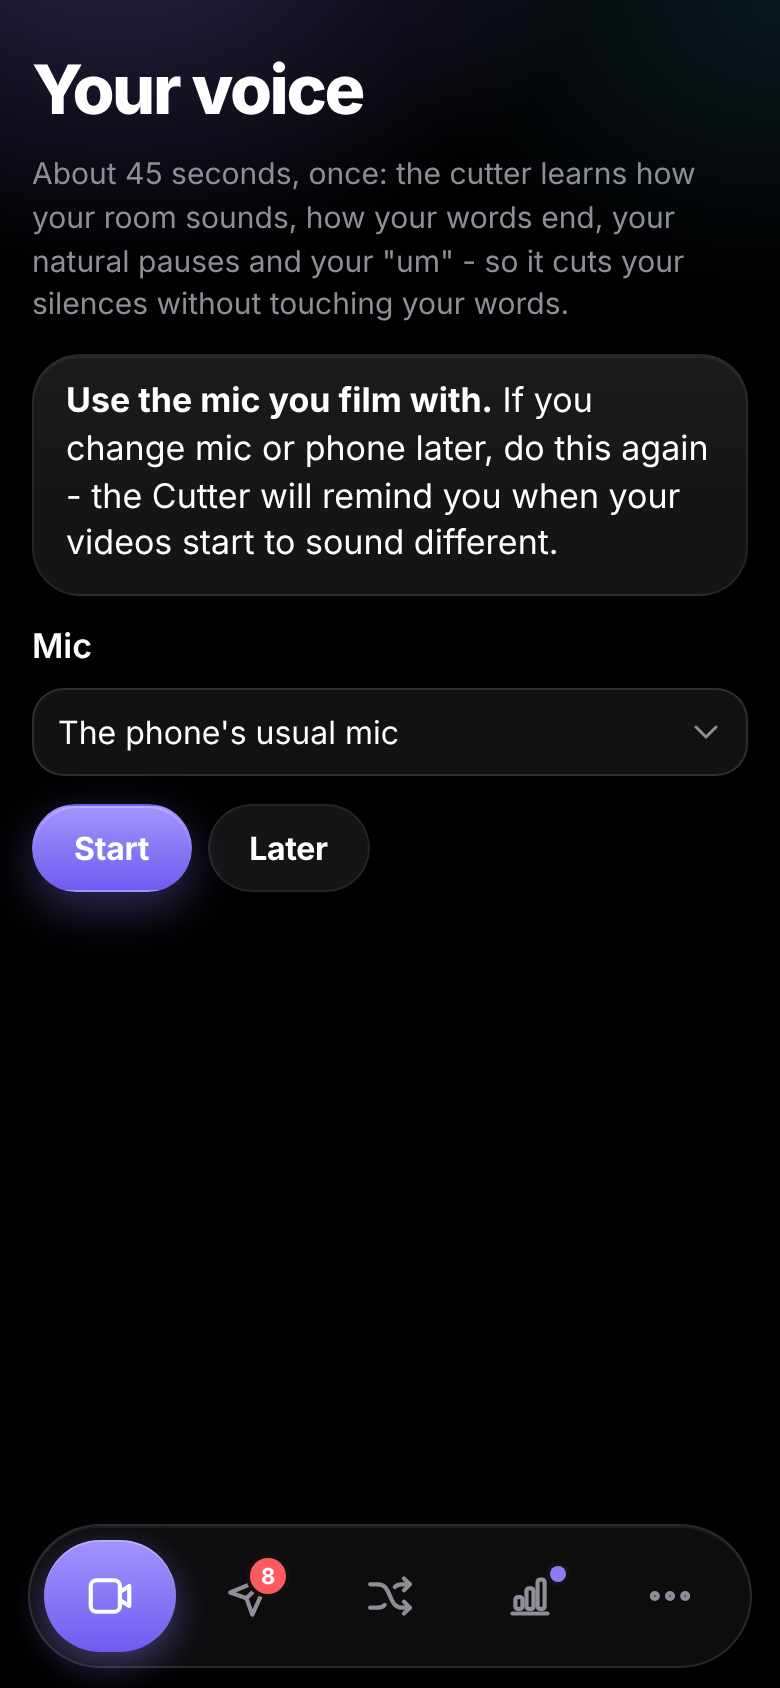 Your voice
About 45 seconds, once: the cutter learns how
your room sounds, how your words end, your
natural pauses and your "um" - so it cuts your
silences without touching your words.
Use the mic you film with. If you
change mic or phone later, do this again
- the Cutter will remind you when your
videos start to sound different.
Mic
The phone's usual mic
Start
Later
8